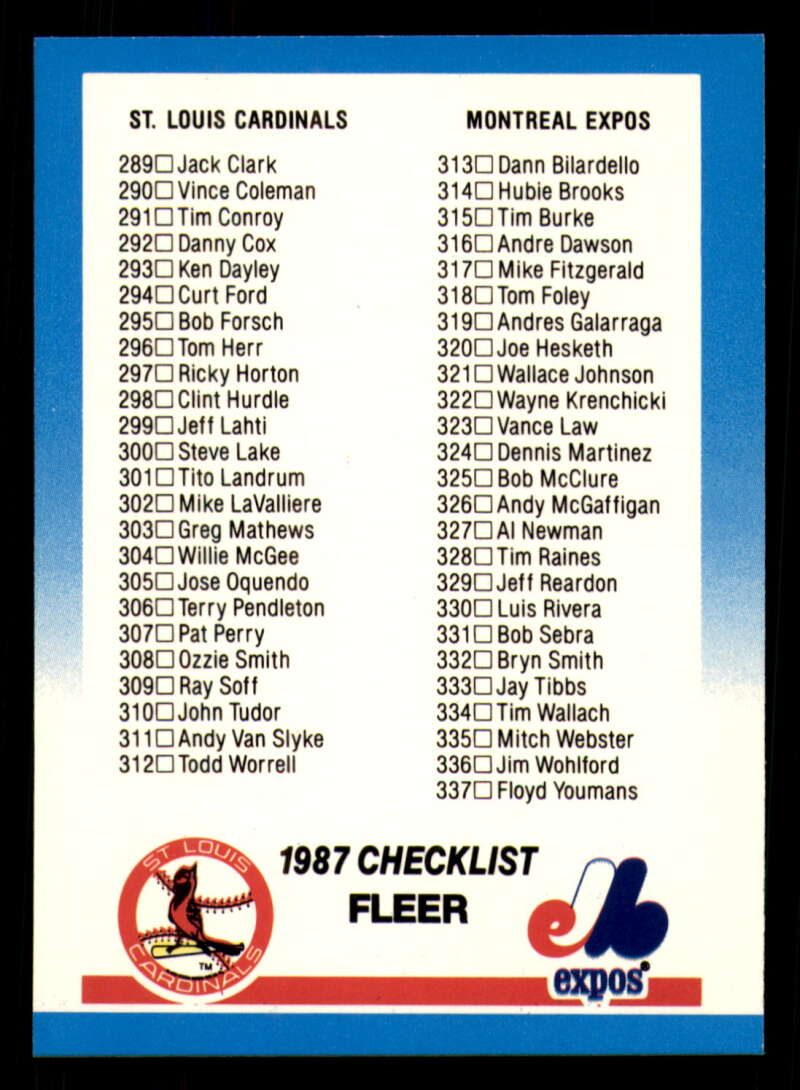 ST. LOUIS CARDINALS
289□Jack Clark
290□Vince Coleman
291□Tim Conroy
292□Danny Cox
293□Ken Dayley
294□Curt Ford
295□Bob Forsch
296□Tom Herr
297□Ricky Horton
298□Clint Hurdle
299□Jeff Lahti
300□Steve Lake
301□Tito Landrum
302□Mike LaValliere
303□Greg Mathews
304□Willie McGee
305□Jose Oquendo
306□Terry Pendleton
307□Pat Perry
308□Ozzie Smith
309□Ray Soff
310□John Tudor
311□Andy Van Slyke
312□Todd Worrell
MONTREAL EXPOS
313□Dann Bilardello
314□Hubie Brooks
315□Tim Burke
316□Andre Dawson
317□Mike Fitzgerald
318□Tom Foley
319□Andres Galarraga
320□Joe Hesketh
321□Wallace Johnson
322□Wayne Krenchicki
323□Vance Law
324□Dennis Martinez
325□Bob McClure
326□Andy McGaffigan
327□Al Newman
328□Tim Raines
329□Jeff Reardon
330□Luis Rivera
331□Bob Sebra
332□Bryn Smith
333□Jay Tibbs
334□Tim Wallach
335□Mitch Webster
336□Jim Wohlford
337□Floyd Youmans
1987 CHECKLIST
FLEER
ST. LOUIS
CARDINALS
TM
expos®